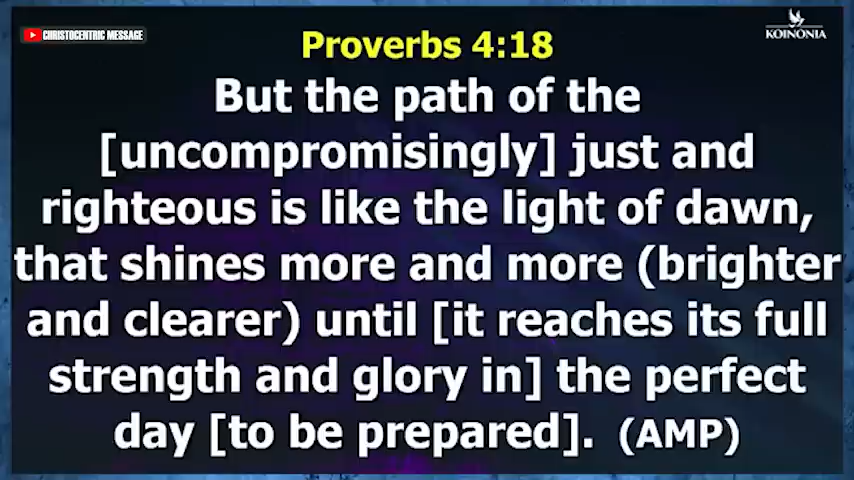 CHRISTOCENTRIC MESSAGE
KOINONIA
Proverbs 4:18
But the path of the
[uncompromisingly] just and
righteous is like the light of dawn,
that shines more and more (brighter
and clearer) until [it reaches its full
strength and glory in] the perfect
day [to be prepared]. (AMP)